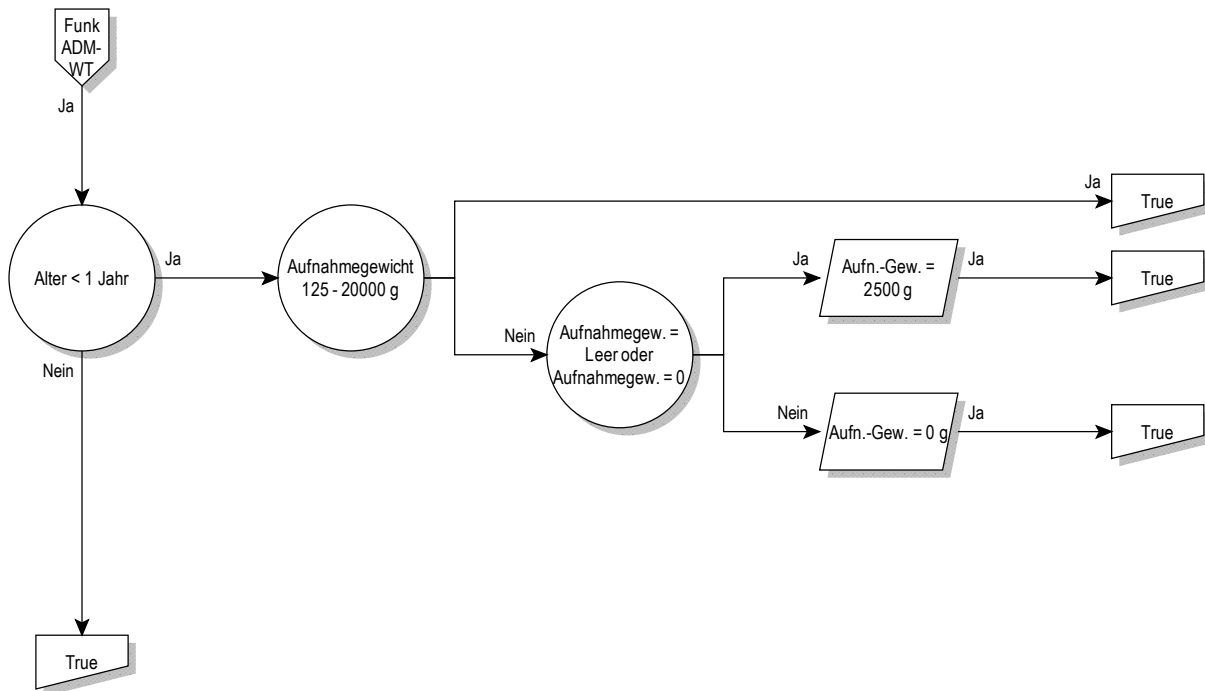 Funk
ADM-
WT
Ja
Alter < 1 Jahr
Ja
Aufnahmegewicht
125 - 20000 g
Ja
True
Nein
Aufnahmegew. =
Leer oder
Aufnahmegew. = 0
Ja
Aufn.-Gew. =
2500 g
Ja
True
Nein
Aufn.-Gew. = 0 g
Ja
True
Nein
True